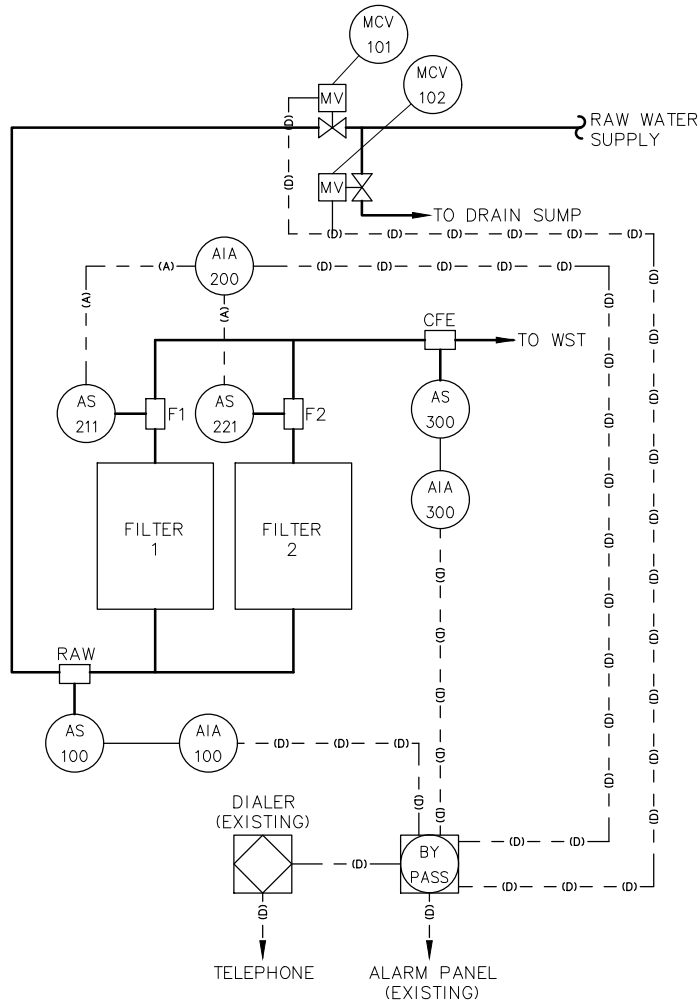 MCV
101
MCV
102
MV
(D)
RAW WATER
SUPPLY
(D)
MV
TO DRAIN SUMP
(D) (D) (D) (D) (D) (D)
AIA
200
(A)
(D) (D) (D) (D) (D)
(D)
(A)
(D)
(A)
(D)
CFE
TO WST
(D)
(D)
AS
211
F1
AS
221
F2
AS
300
(D)
(D)
(D)
(D)
AIA
300
FILTER
1
FILTER
2
(D)
(D)
(D)
(D)
(D)
(D)
(D)
(D)
RAW
(D)
(D)
(D)
AS
100
AIA
100
(D) (D) (D)
(D)
(D)
(D)
(D)
(D)
(D)
(D)
DIALER
(EXISTING)
(D)
(D)
(D) (D)
BY
PASS
(D)
(D) (D) (D)
(D)
(D)
TELEPHONE
ALARM PANEL
(EXISTING)